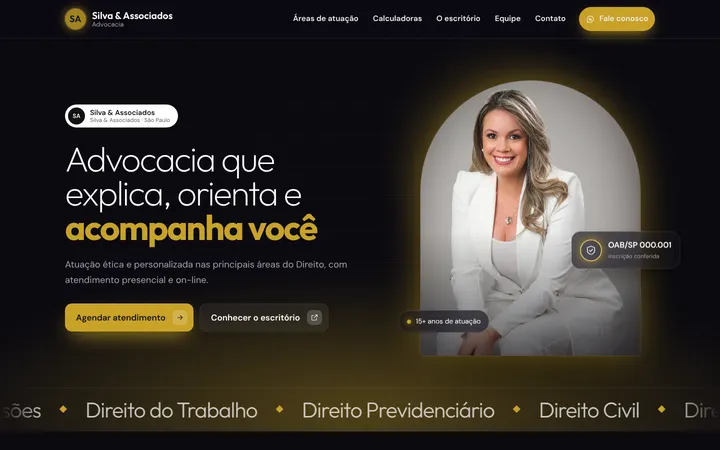 SA
Silva & Associados
Advocacia
Áreas de atuação
Calculadoras
O escritório
Equipe
Contato
Fale conosco
SA
Silva & Associados
Silva & Associados · São Paulo
Advocacia que
explica, orienta e
acompanha você
Atuação ética e personalizada nas principais áreas do Direito, com
atendimento presencial e on-line.
Agendar atendimento
Conhecer o escritório
OAB/SP 000.001
Inscrição conferida
15+ anos de atuação
sões ◆ Direito do Trabalho ◆ Direito Previdenciário ◆ Direito Civil ◆ Dire